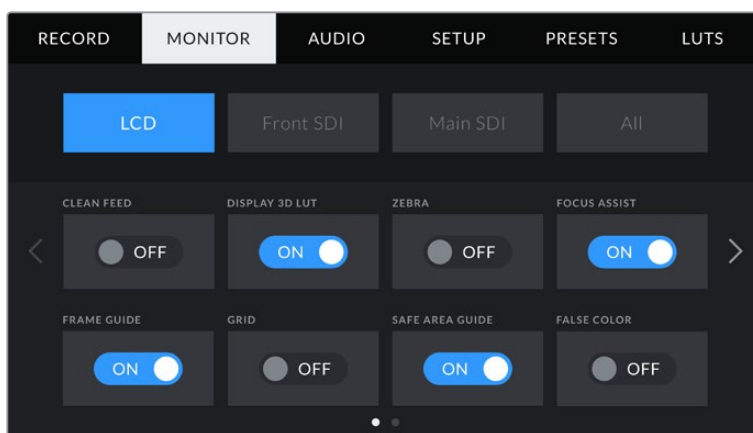 RECORD MONITOR AUDIO SETUP PRESETS LUTS
LCD Front SDI Main SDI All
CLEAN FEED DISPLAY 3D LUT ZEBRA FOCUS ASSIST
OFF ON OFF ON
FRAME GUIDE GRID SAFE AREA GUIDE FALSE COLOR
ON OFF ON OFF